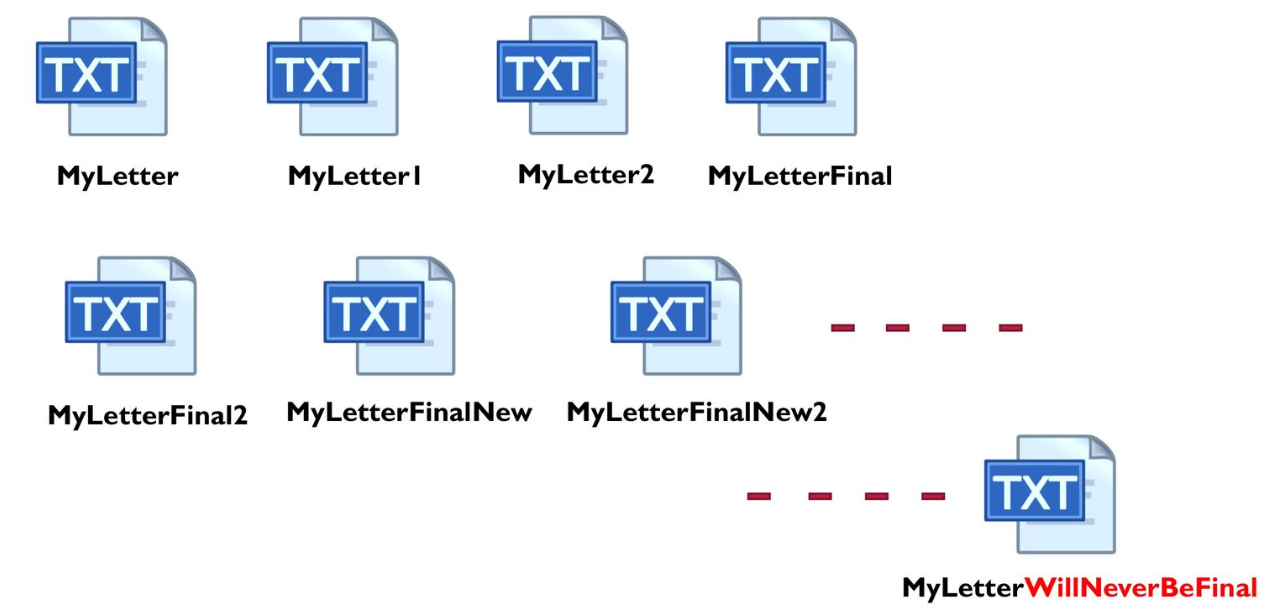 TXT TXT TXT TXT
MyLetter MyLetter1 MyLetter2 MyLetterFinal
TXT TXT TXT
MyLetterFinal2 MyLetterFinalNew MyLetterFinalNew2
TXT
MyLetterWillNeverBeFinal